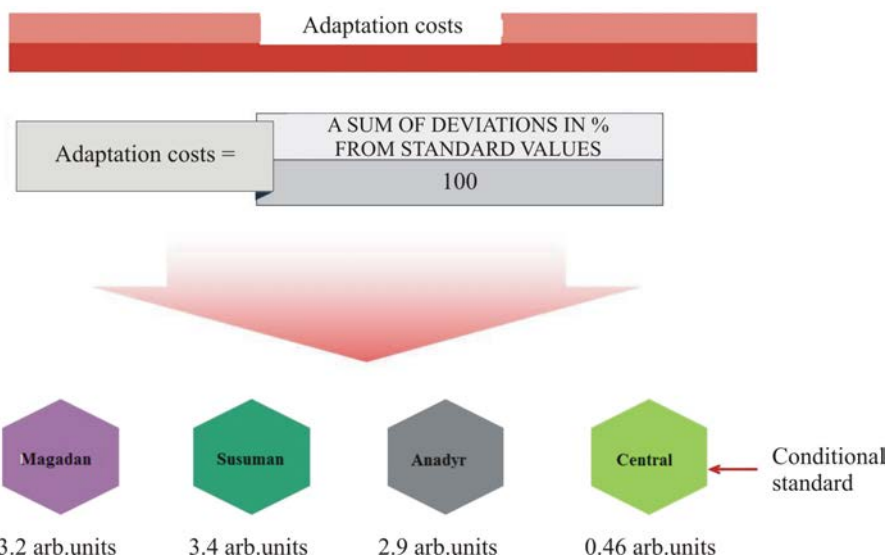 Adaptation costs
Adaptation costs =
A SUM OF DEVIATIONS IN %
FROM STANDARD VALUES
100
Magadan
Susuman
Anadyr
Central
Conditional
standard
3.2 arb.units
3.4 arb.units
2.9 arb.units
0.46 arb.units